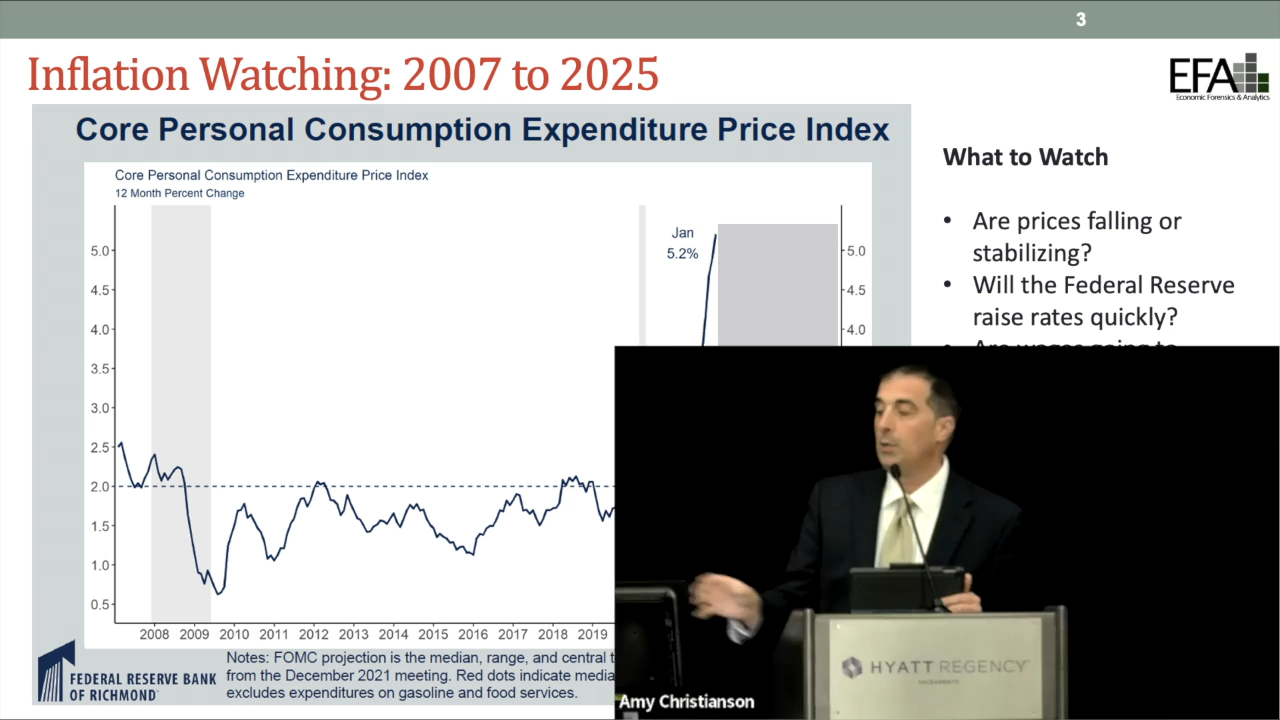 3
Inflation Watching: 2007 to 2025
EFA
Economic Forensics & Analytics
Core Personal Consumption Expenditure Price Index
Core Personal Consumption Expenditure Price Index
12 Month Percent Change
Jan
5.2%
5.0
4.5
4.0
3.5
3.0
2.5
2.0
1.5
1.0
0.5
5.0
4.5
4.0
2008 2009 2010 2011 2012 2013 2014 2015 2016 2017 2018 2019
Notes: FOMC projection is the median, range, and central
from the December 2021 meeting. Red dots indicate
excludes expenditures on gasoline and food services.
FEDERAL RESERVE BANK
OF RICHMOND
What to Watch
• Are prices falling or
stabilizing?
• Will the Federal Reserve
raise rates quickly?
• Are wages going to
HYATT REGENCY
SACRAMENTO
Amy Christianson